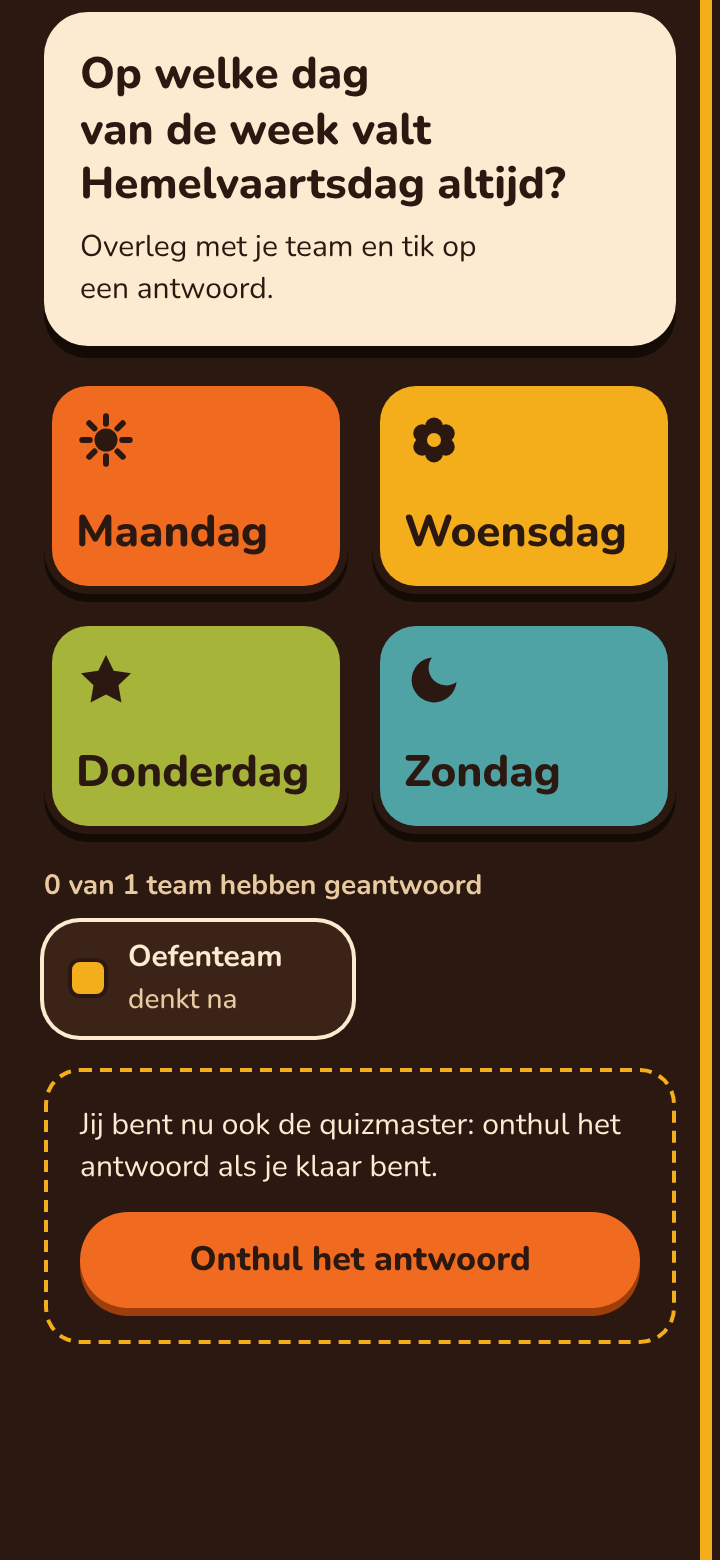 Op welke dag
van de week valt
Hemelvaartsdag altijd?
Overleg met je team en tik op
een antwoord.
Maandag
Woensdag
Donderdag
Zondag
0 van 1 team hebben geantwoord
Oefenteam
denkt na
Jij bent nu ook de quizmaster: onthul het
antwoord als je klaar bent.
Onthul het antwoord